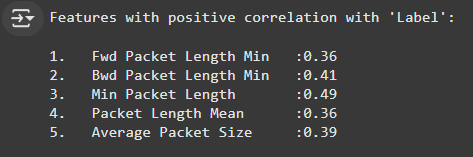 Features with positive correlation with 'Label':
1. Fwd Packet Length Min :0.36
2. Bwd Packet Length Min :0.41
3. Min Packet Length :0.49
4. Packet Length Mean :0.36
5. Average Packet Size :0.39